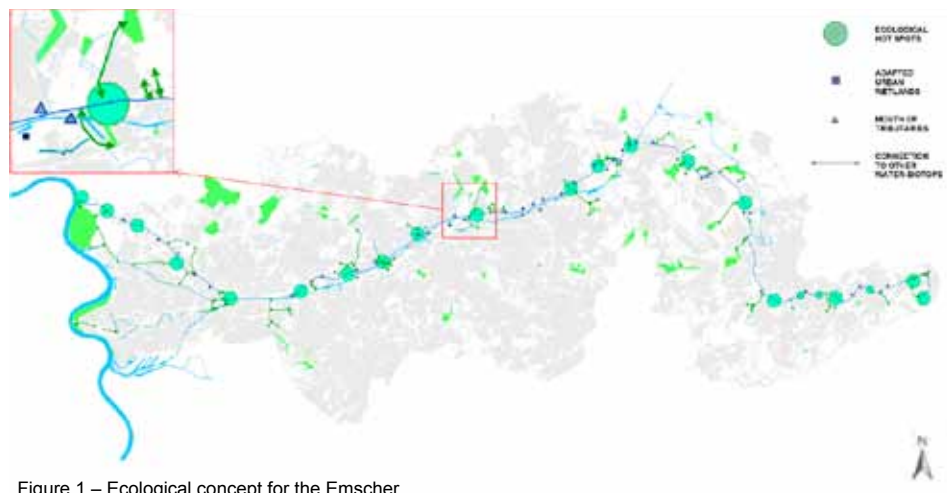 ECOLOGICAL
HOT SPOTS
ADAPTED
URBAN
WETLANDS
MOUTH OF
TRIBUTARIES
CONNECTION
TO OTHER
WATER-BIOTOPS
N
Figure 1 – Ecological concept for the Emscher